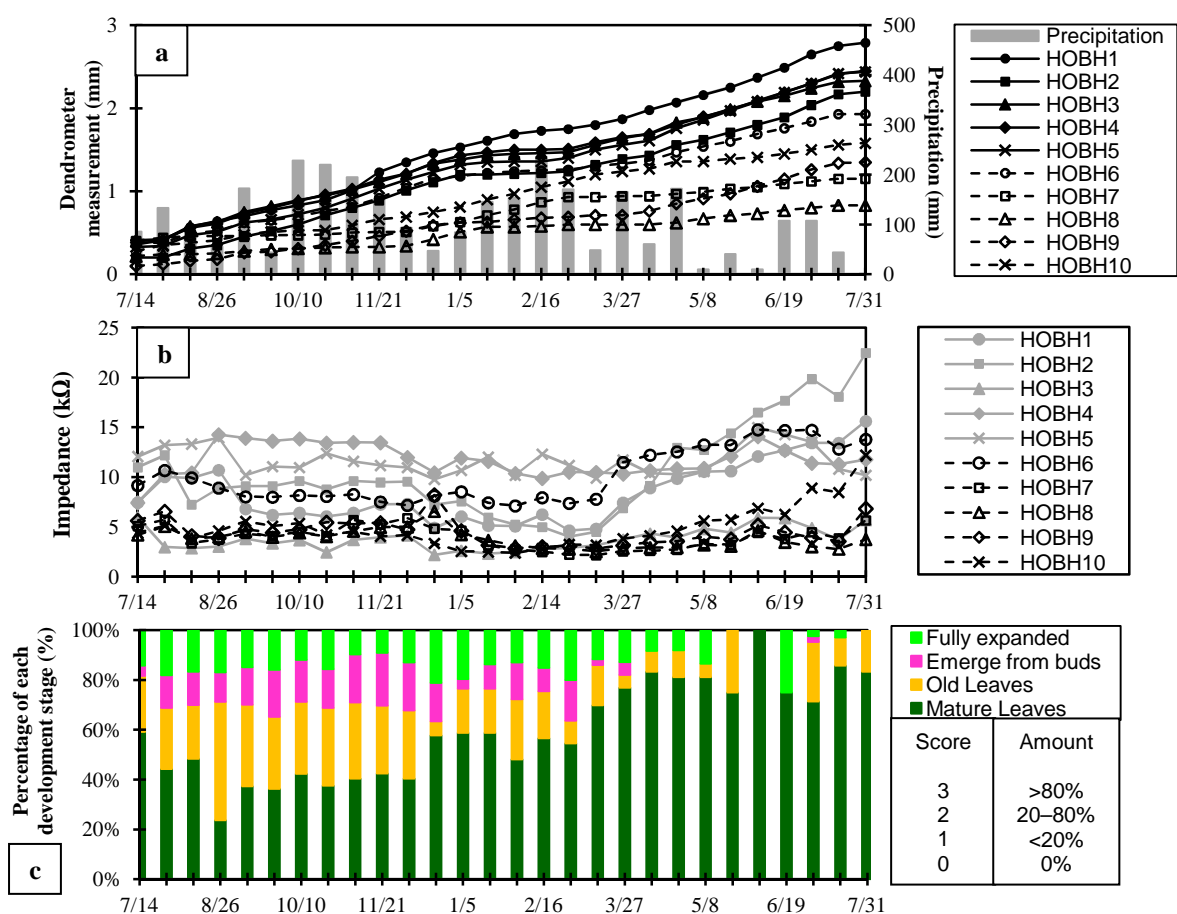 a
Dendrometer
measurement (mm)
3
2
1
0
500
400
300
200
100
0
Precipitation
(mm)
7/14
8/26
10/10
11/21
1/5
2/16
3/27
5/8
6/19
7/31
Precipitation
HOBH1
HOBH2
HOBH3
HOBH4
HOBH5
HOBH6
HOBH7
HOBH8
HOBH9
HOBH10
b
Impedance (kΩ)
25
20
15
10
5
0
7/14
8/26
10/10
11/21
1/5
2/14
3/27
5/8
6/19
7/31
HOBH1
HOBH2
HOBH3
HOBH4
HOBH5
HOBH6
HOBH7
HOBH8
HOBH9
HOBH10
c
Percentage of each
development stage (%)
100%
80%
60%
40%
20%
0%
7/14
8/26
10/10
11/21
1/5
2/16
3/27
5/8
6/19
7/31
Fully expanded
Emerge from buds
Old Leaves
Mature Leaves
Score Amount
3 >80%
2 20–80%
1 <20%
0 0%